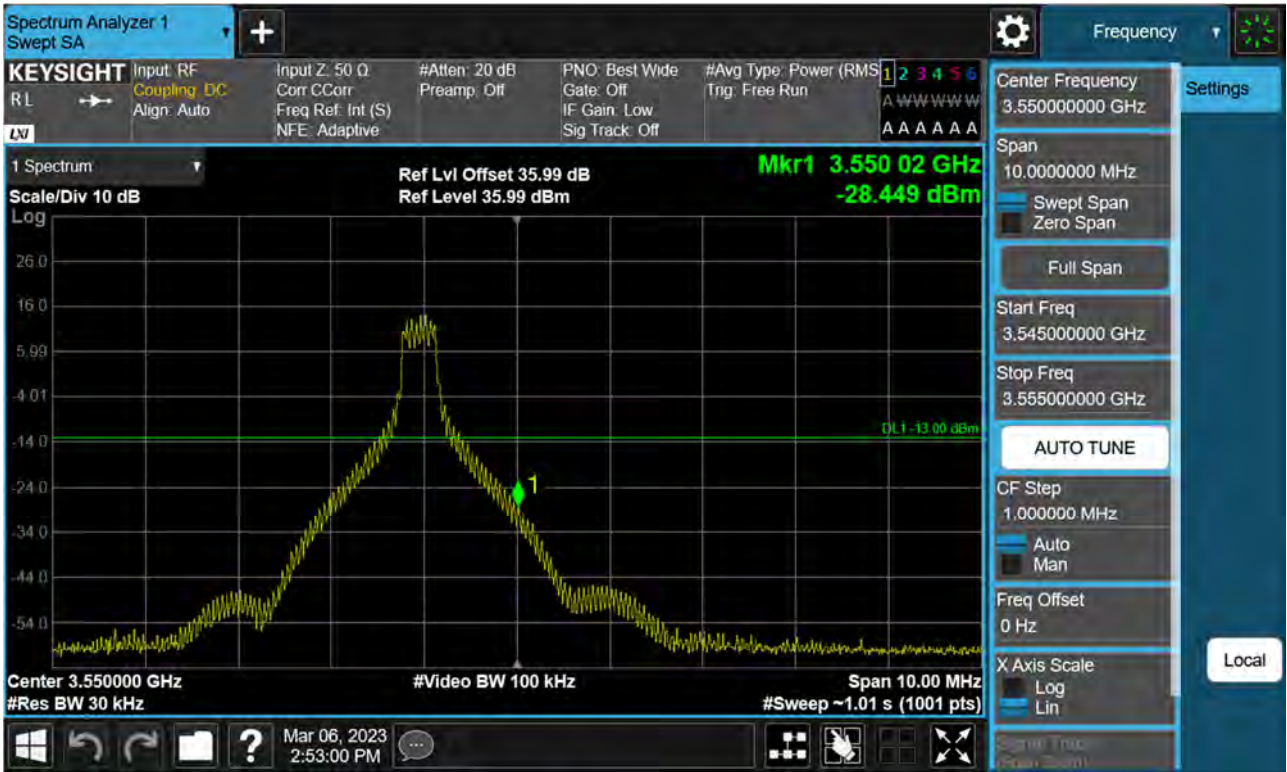 Spectrum Analyzer 1
Swept SA
+
Frequency
KEYSIGHT
RL
LXI
Input: RF
Coupling: DC
Align: Auto
Input Z: 50 Ω
Corr CCorr
Freq Ref: Int (S)
NFE: Adaptive
#Atten: 20 dB
Preamp: Off
PNO: Best Wide
Gate: Off
IF Gain: Low
Sig Track: Off
#Avg Type: Power (RMS
Trig: Free Run
1 2 3 4 5 6
A W W W W W
A A A A A A
1 Spectrum
Scale/Div 10 dB
Log
Ref Lvl Offset 35.99 dB
Ref Level 35.99 dBm
Mkr1 3.550 02 GHz
-28.449 dBm
26.0
16.0
5.99
-4.01
-14.0
-24.0
-34.0
-44.0
-54.0
DL1 -13.00 dBm
1
Center 3.550000 GHz
#Res BW 30 kHz
#Video BW 100 kHz
Span 10.00 MHz
#Sweep ~1.01 s (1001 pts)
Center Frequency
3.550000000 GHz
Settings
Span
10.0000000 MHz
Swept Span
Zero Span
Full Span
Start Freq
3.545000000 GHz
Stop Freq
3.555000000 GHz
AUTO TUNE
CF Step
1.000000 MHz
Auto
Man
Freq Offset
0 Hz
X Axis Scale
Log
Lin
Local
?
Mar 06, 2023
2:53:00 PM